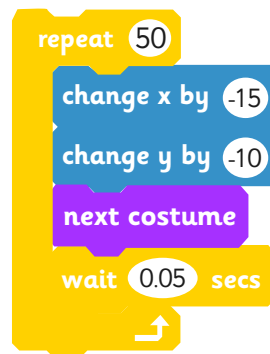 repeat 50
change x by -15
change y by -10
next costume
wait 0.05 secs